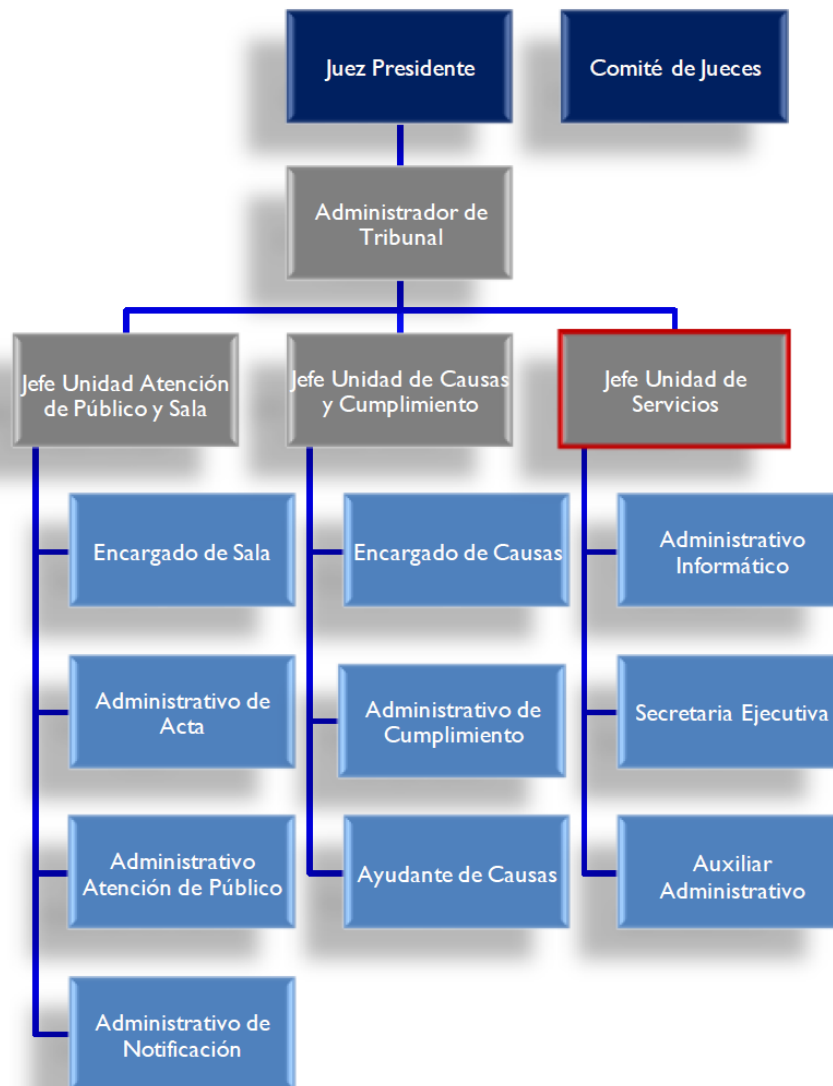 Juez Presidente
Comité de Jueces
Administrador de
Tribunal
Jefe Unidad Atención
de Público y Sala
Jefe Unidad de Causas
y Cumplimiento
Jefe Unidad de
Servicios
Encargado de Sala
Encargado de Causas
Administrativo
Informático
Administrativo de
Acta
Administrativo de
Cumplimiento
Secretaria Ejecutiva
Administrativo
Atención de Público
Ayudante de Causas
Auxiliar
Administrativo
Administrativo de
Notificación